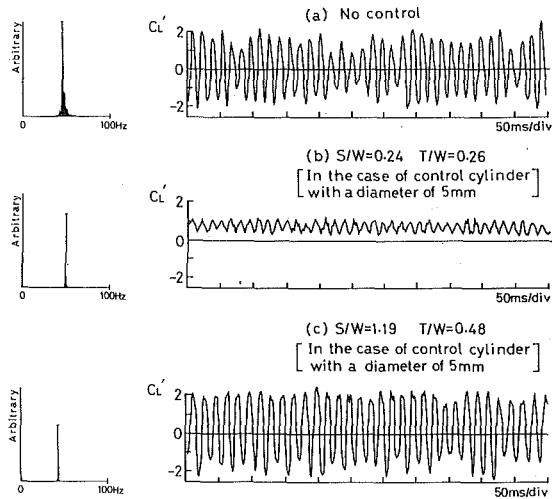 (a) No control
Arbitrary
0
100Hz
CL'
2
0
-2
50ms/div
(b) S/W=0.24 T/W=0.26
[In the case of control cylinder]
with a diameter of 5mm
Arbitrary
0
100Hz
CL'
2
0
-2
50ms/div
(c) S/W=1.19 T/W=0.48
[In the case of control cylinder]
with a diameter of 5mm
Arbitrary
0
100Hz
CL'
2
0
-2
50ms/div